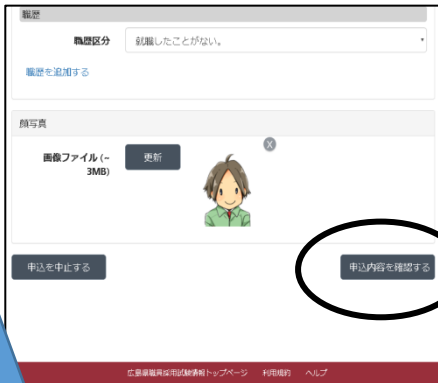 職歴
職歴区分
就職したことがない。
職歴を追加する
顔写真
画像ファイル (~
3MB)
更新
X
申込を中止する
申込内容を確認する
広島県職員採用試験情報トップページ 利用規約 ヘルプ